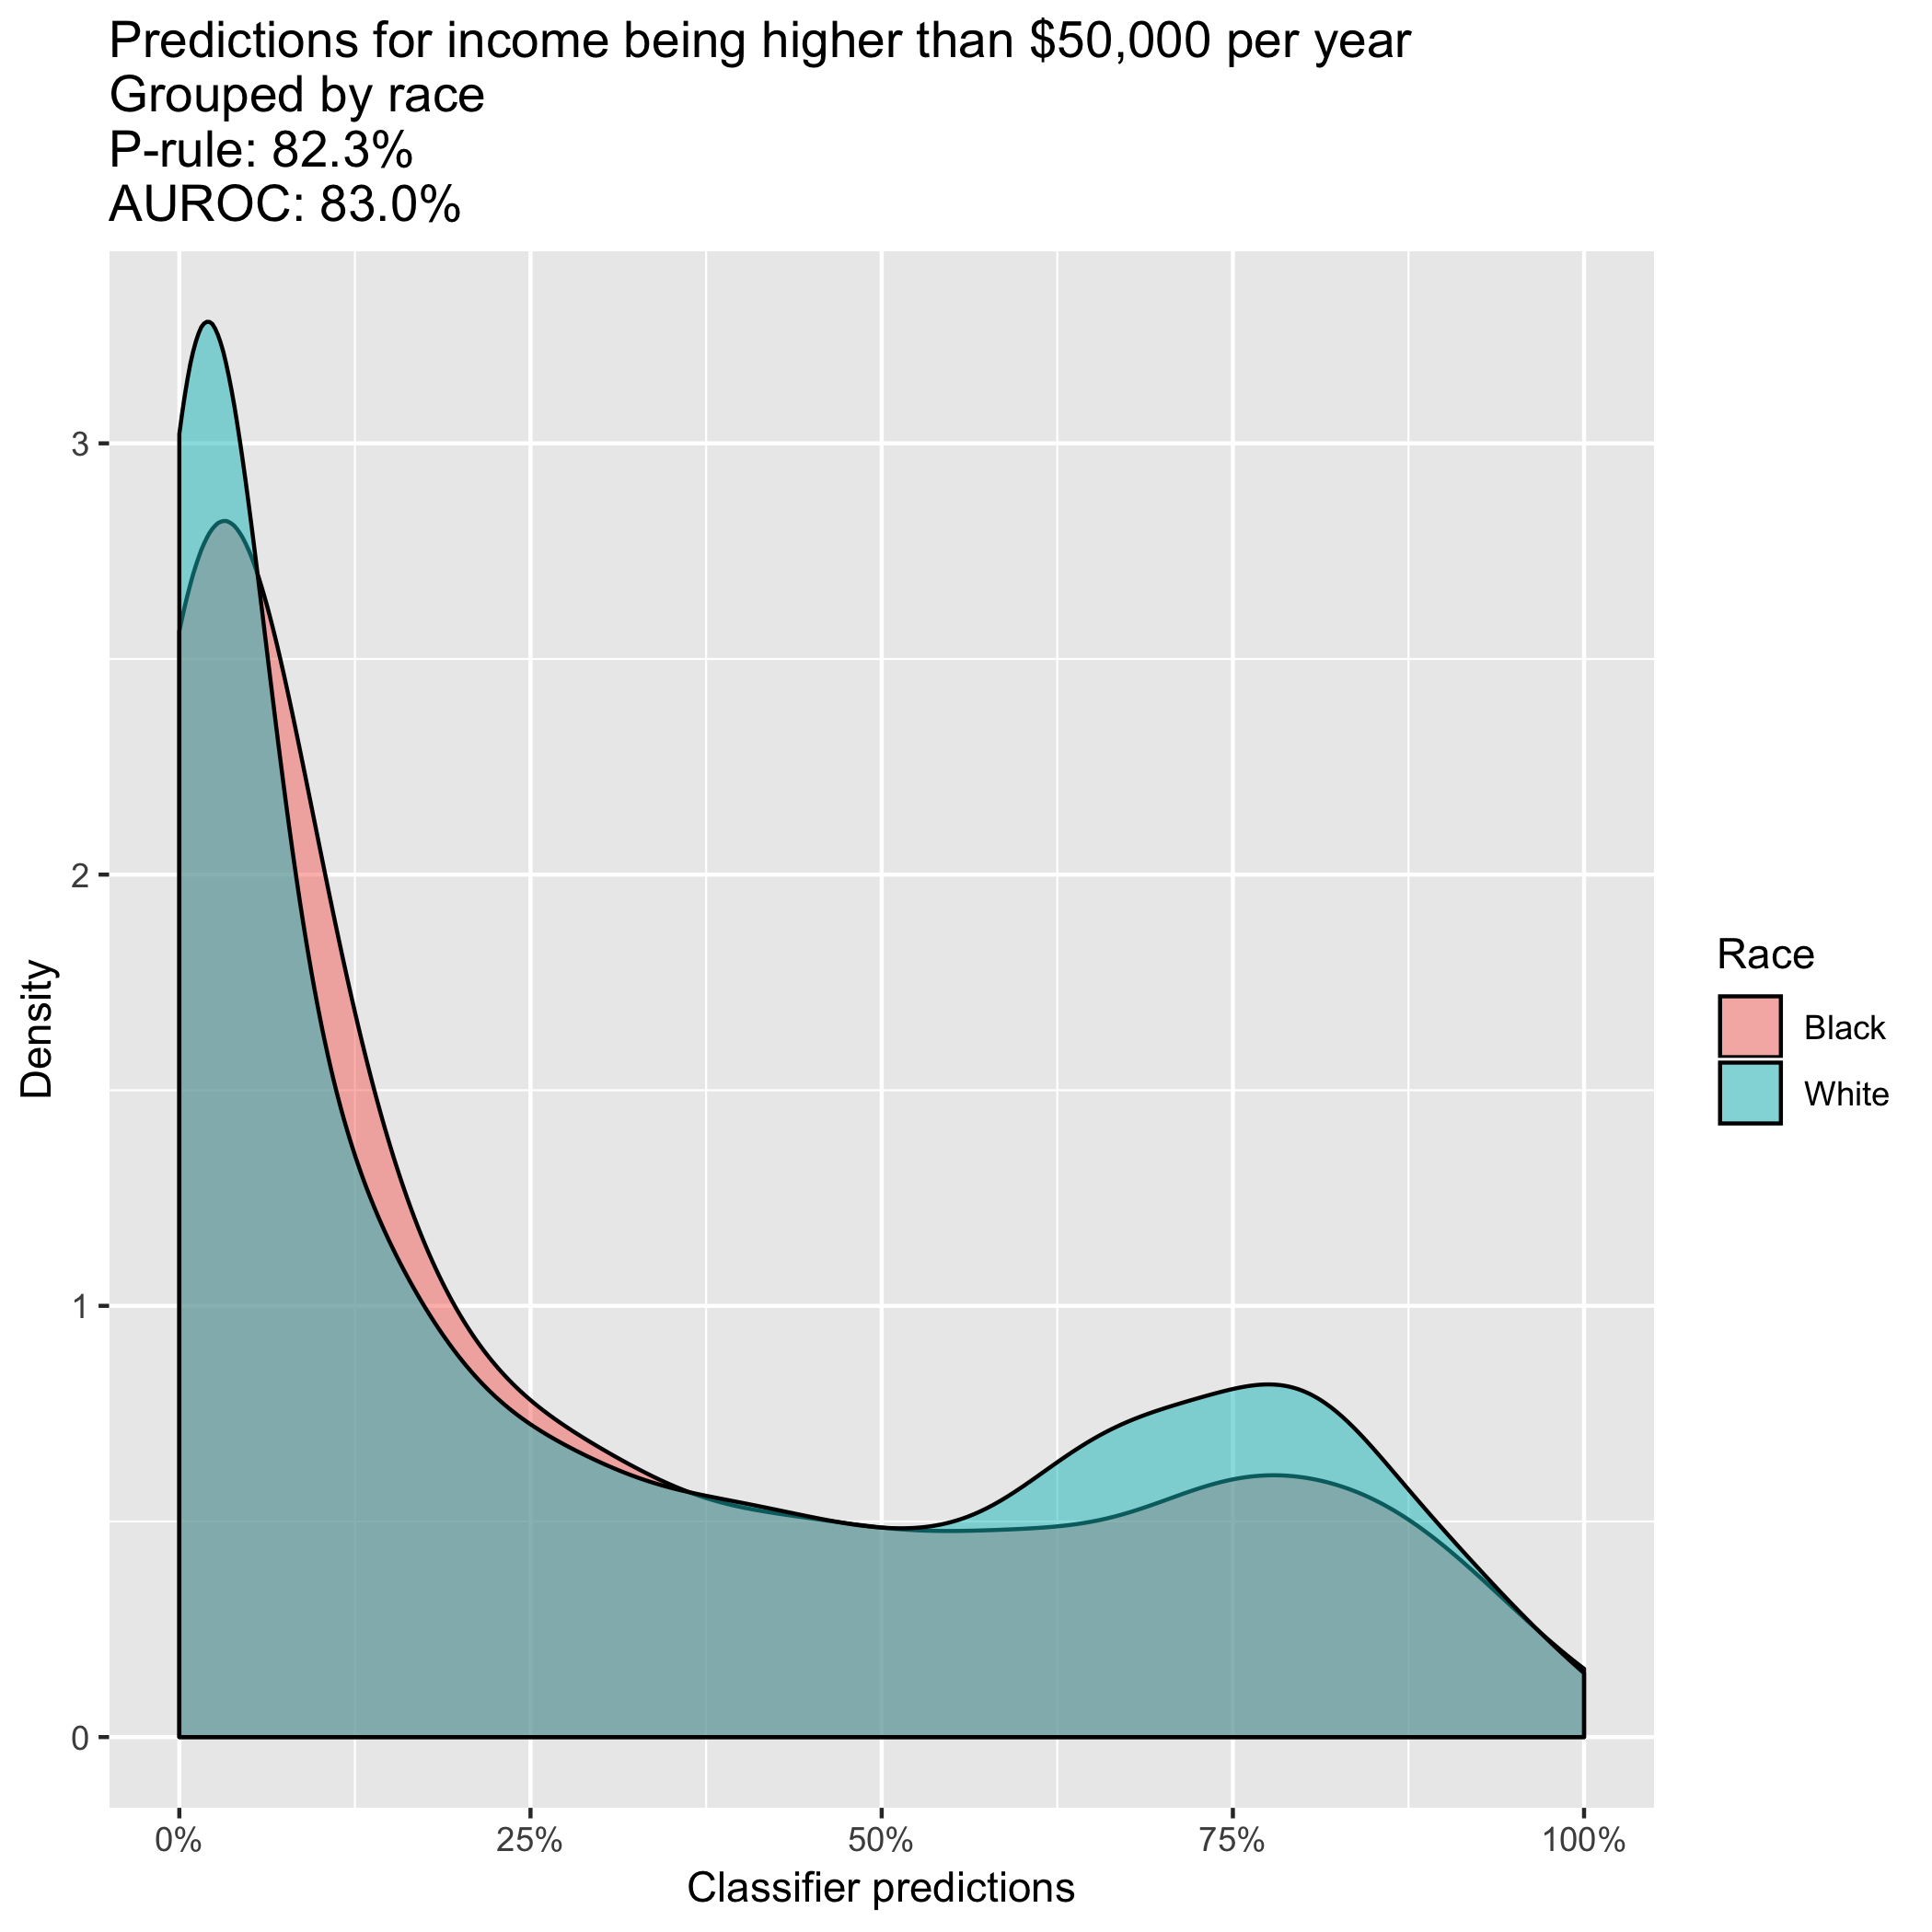 Predictions for income being higher than $50,000 per year
Grouped by race
P-rule: 82.3%
AUROC: 83.0%
3
2
1
0
Density
0% 25% 50% 75% 100%
Classifier predictions
Race
Black
White